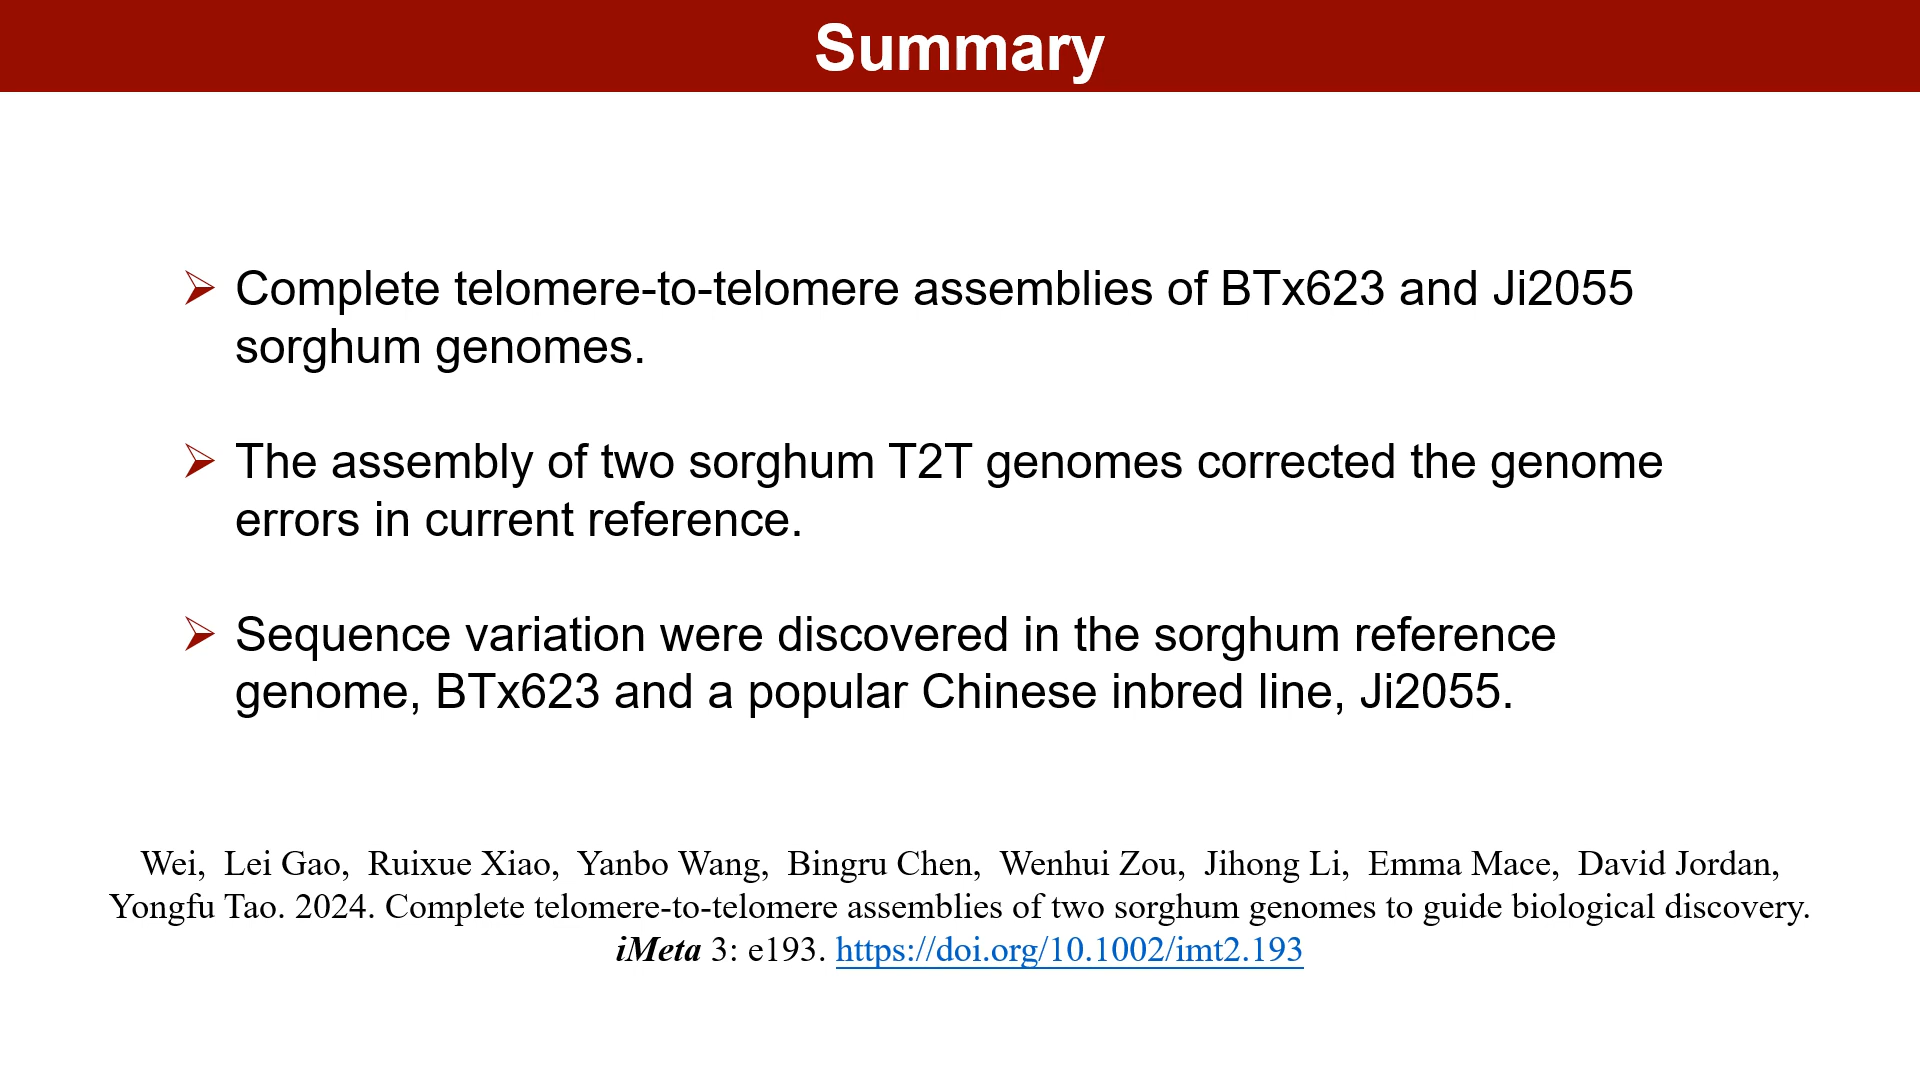 Summary
Complete telomere-to-telomere assemblies of BTx623 and Ji2055
sorghum genomes.
The assembly of two sorghum T2T genomes corrected the genome
errors in current reference.
Sequence variation were discovered in the sorghum reference
genome, BTx623 and a popular Chinese inbred line, Ji2055.
Wei, Lei Gao, Ruixue Xiao, Yanbo Wang, Bingru Chen, Wenhui Zou, Jihong Li, Emma Mace, David Jordan,
Yongfu Tao. 2024. Complete telomere-to-telomere assemblies of two sorghum genomes to guide biological discovery.
iMeta 3: e193. https://doi.org/10.1002/imt2.193